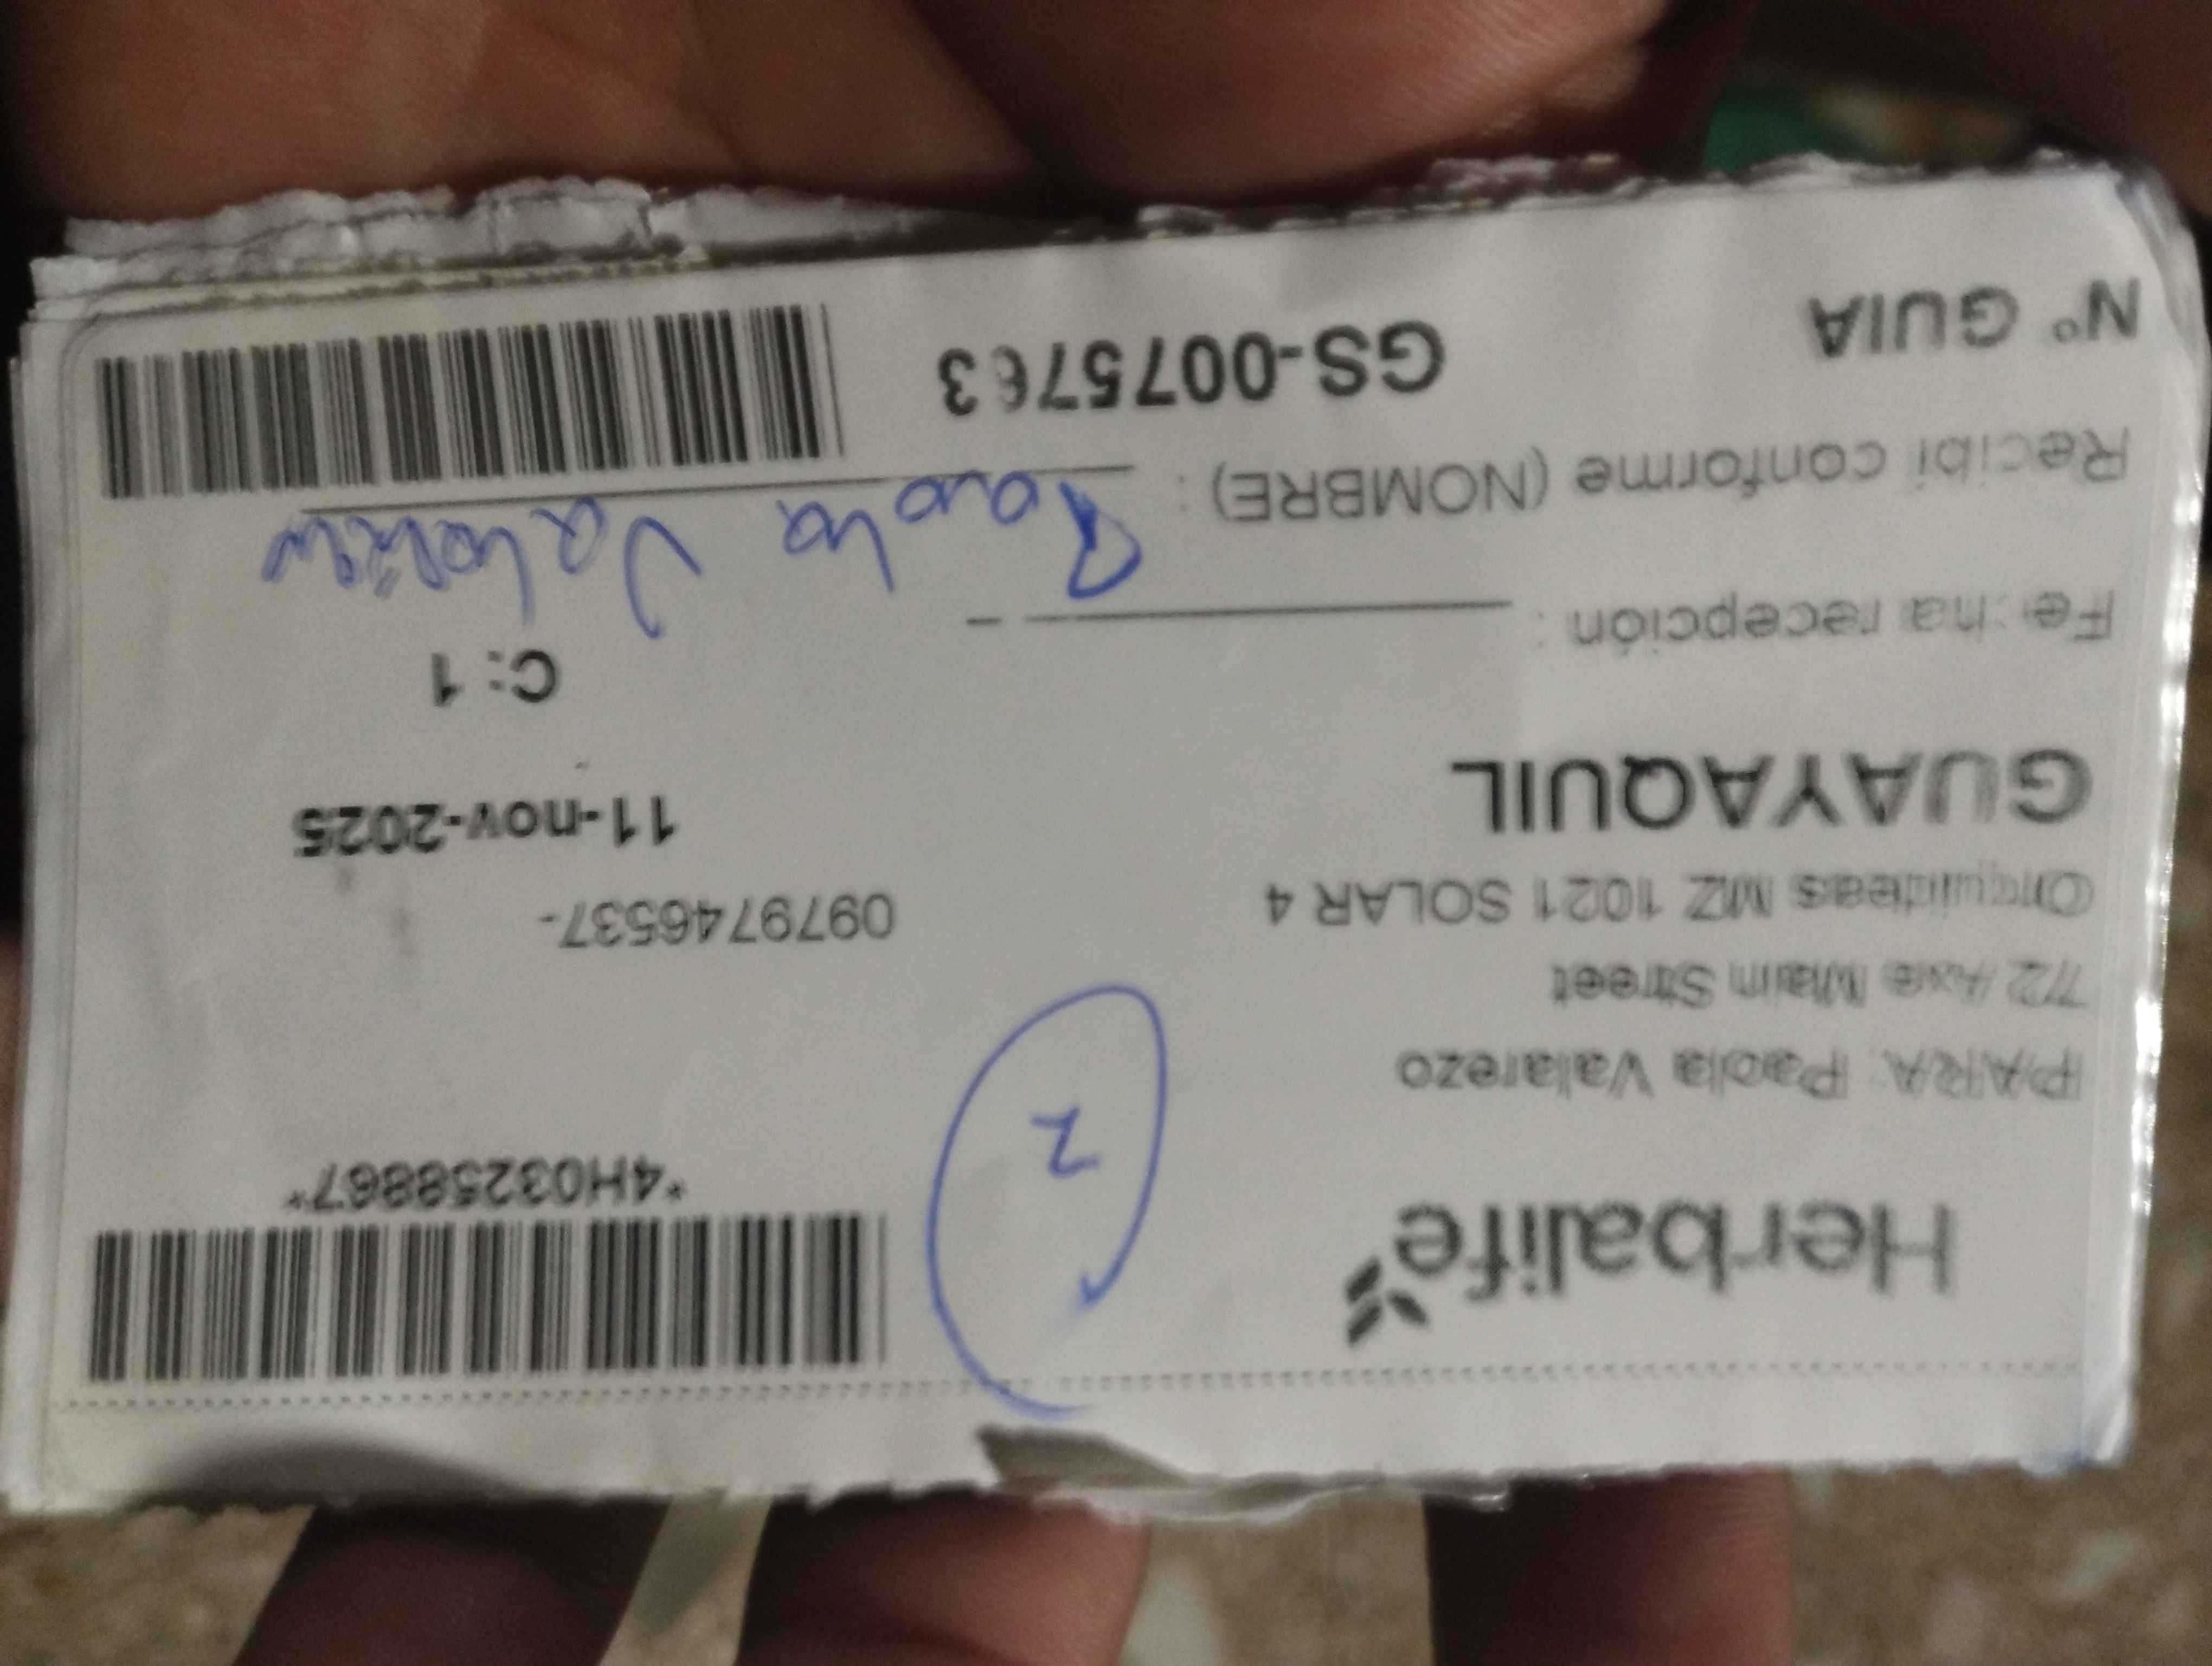 Herbalife
*4H03258867*
2
PARA: Paola Valarezo
72 Axe Main Street
Orquideas MZ 1021 SOLAR 4
0979746537-
GUAYAQUIL
11-nov-2025
C: 1
Fecha recepción :
Recibí conforme (NOMBRE) : Paola Valarezo
N° GUIA
GS-0075763